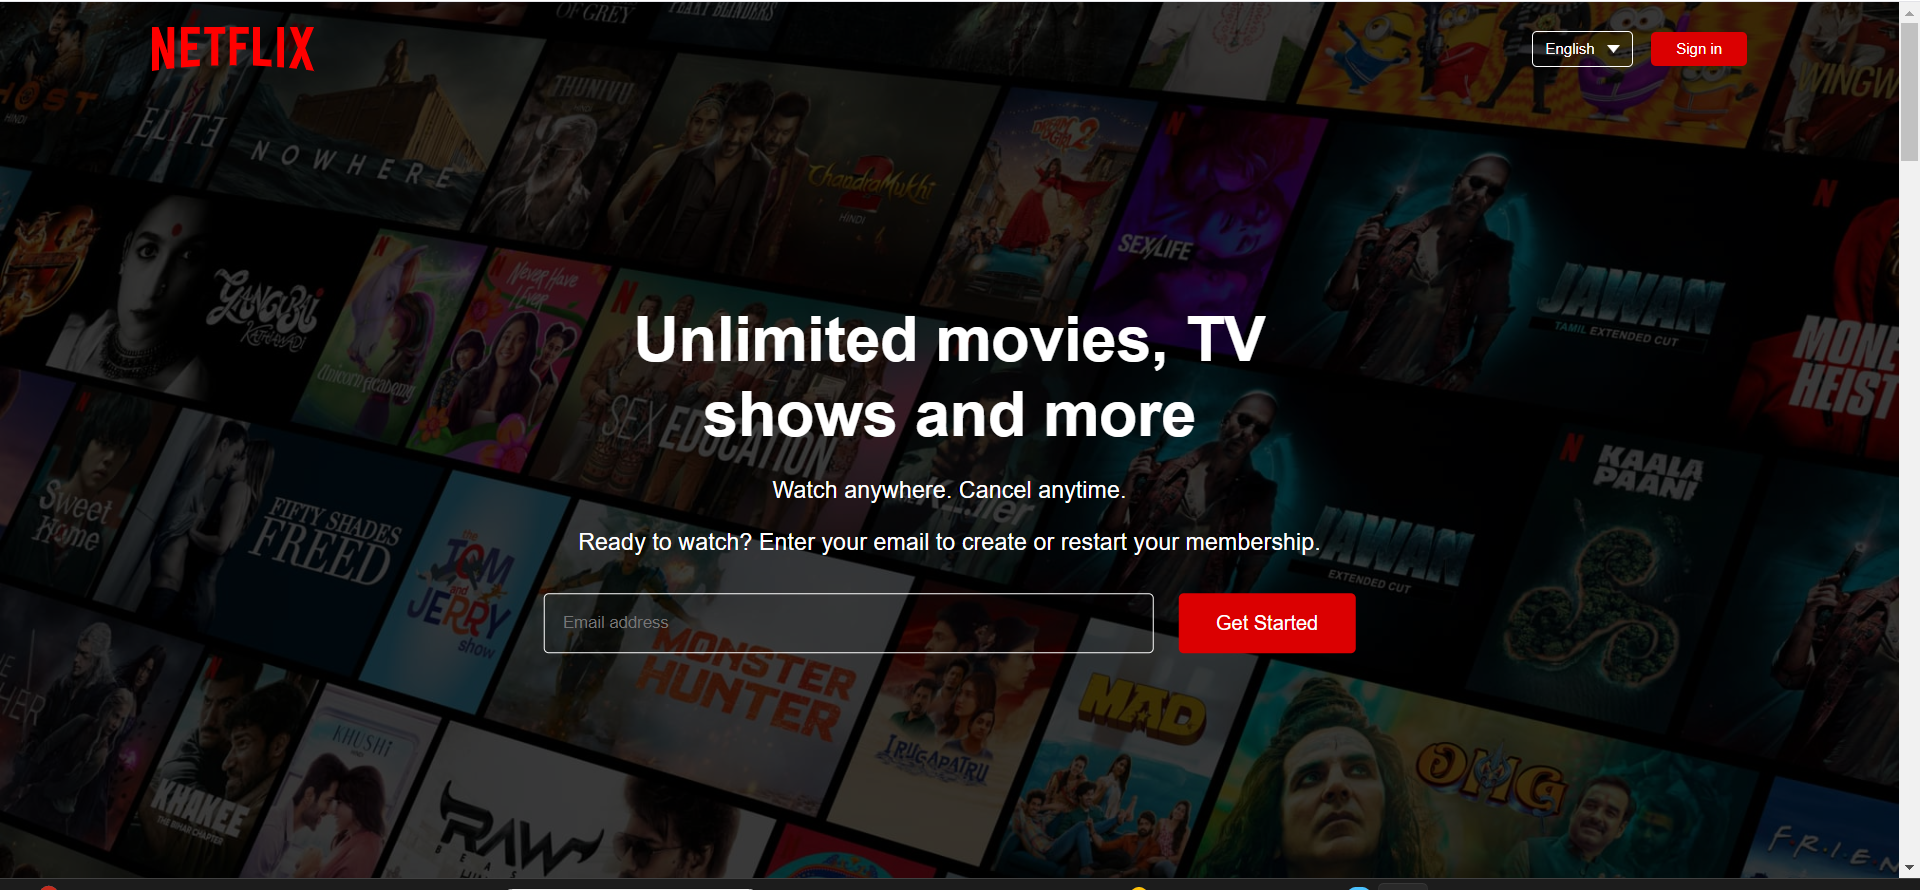 OF GREY
PEAKY BLINDERS
NETFLIX
English
Sign in
WINGW
HOST
HINDI
ELITE
NOWHERE
THUNIVU
Chandramukhi
2
HINDI
SEX/LIFE
JAWAN
TAMIL EXTENDED CUT
GANGUBAI
KATHIAWADI
Unicorn Academy
Never Have
I Ever
SEX EDUCATION
MONE
HEIST
Unlimited movies, TV
shows and more
Watch anywhere. Cancel anytime.
Ready to watch? Enter your email to create or restart your membership.
Email address
Get Started
KAALA
PAANI
JAWAN
EXTENDED CUT
Sweet
Home
FIFTY SHADES
FREED
the
TOM
and
JERRY
show
MONSTER
HUNTER
IRUGAPATRU
MAD
OMG
KHUSHi
KHAKEE
THE BIHAR CHAPTER
RAW
F.R.I.E.N